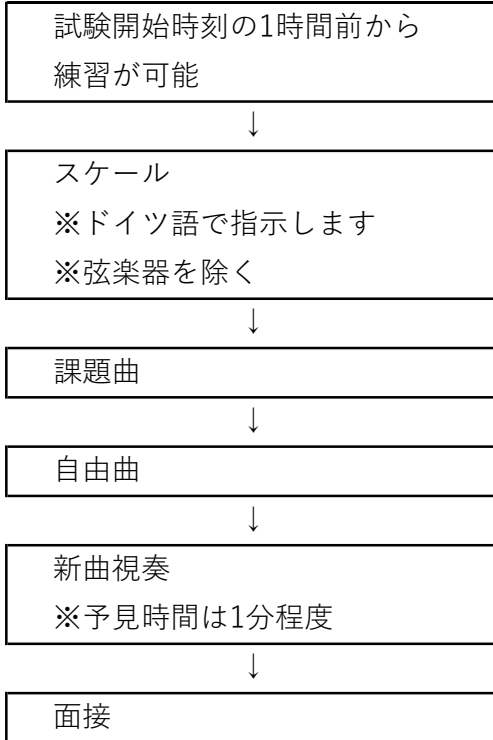 試験開始時刻の1時間前から
練習が可能
↓
スケール
※ドイツ語で指示します
※弦楽器を除く
↓
課題曲
↓
自由曲
↓
新曲視奏
※予見時間は1分程度
↓
面接